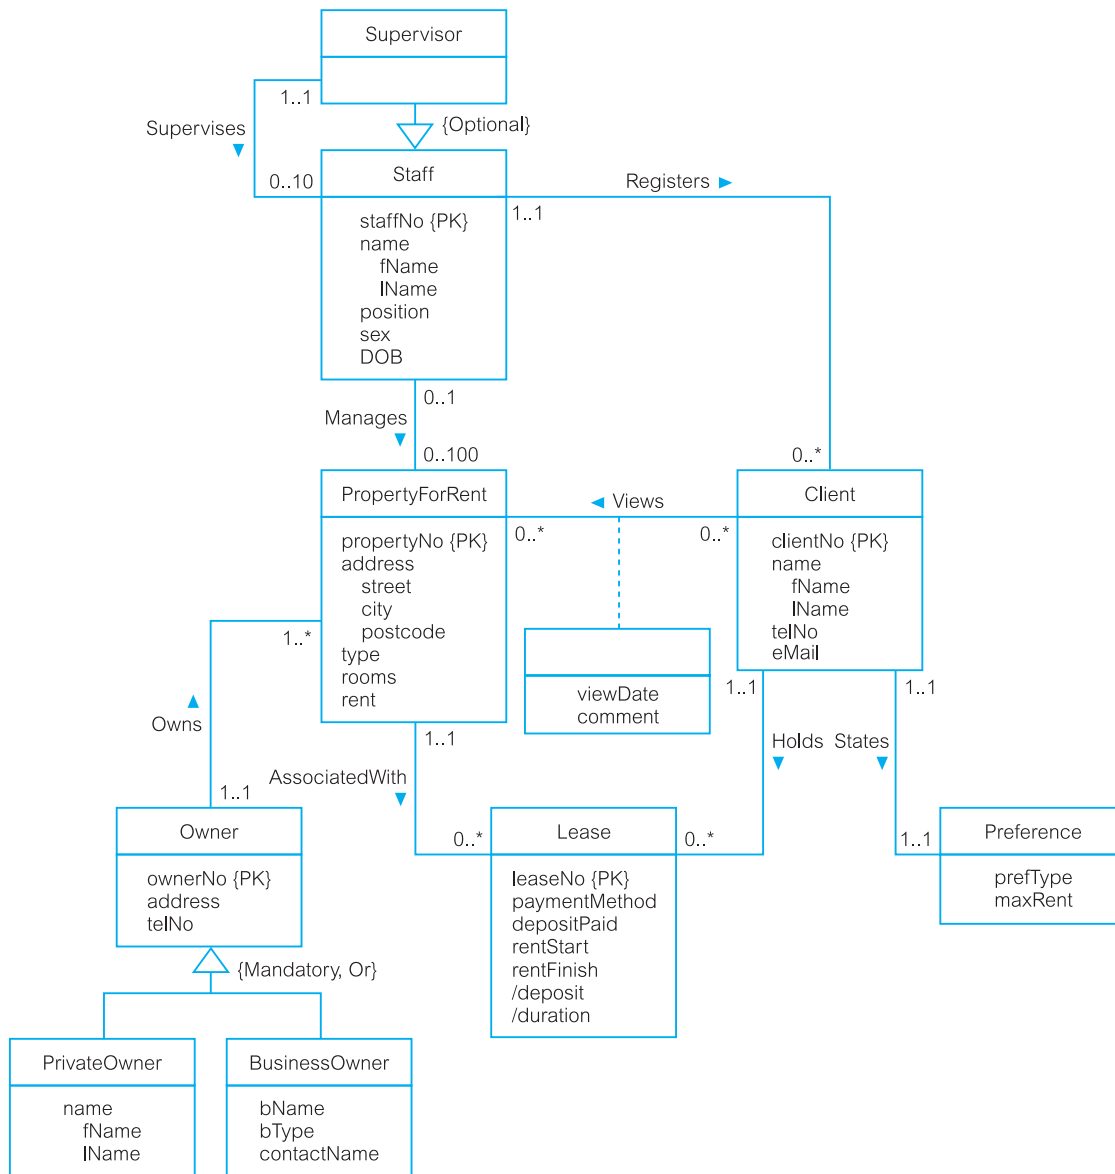 Supervisor
1..1
{Optional}
Supervises
0..10
Staff
Registers
1..1
staffNo {PK}
name
fName
lName
position
sex
DOB
0..1
Manages
0..100
0..*
PropertyForRent
Views
Client
0..*
0..*
propertyNo {PK}
address
street
city
postcode
type
rooms
rent
clientNo {PK}
name
fName
lName
telNo
eMail
1..*
viewDate
comment
1..1
1..1
1..1
Owns
Holds
States
AssociatedWith
1..1
Owner
0..*
Lease
0..*
1..1
Preference
ownerNo {PK}
address
telNo
leaseNo {PK}
paymentMethod
depositPaid
rentStart
rentFinish
/deposit
/duration
prefType
maxRent
{Mandatory, Or}
PrivateOwner
BusinessOwner
name
fName
lName
bName
bType
contactName